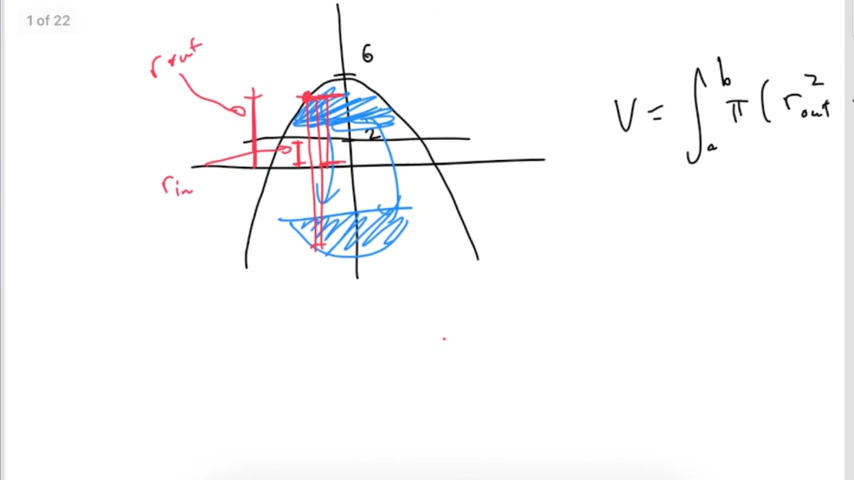 1 of 22
r out
6
V = ∫ₐᵇ π ( r²out
2
r in